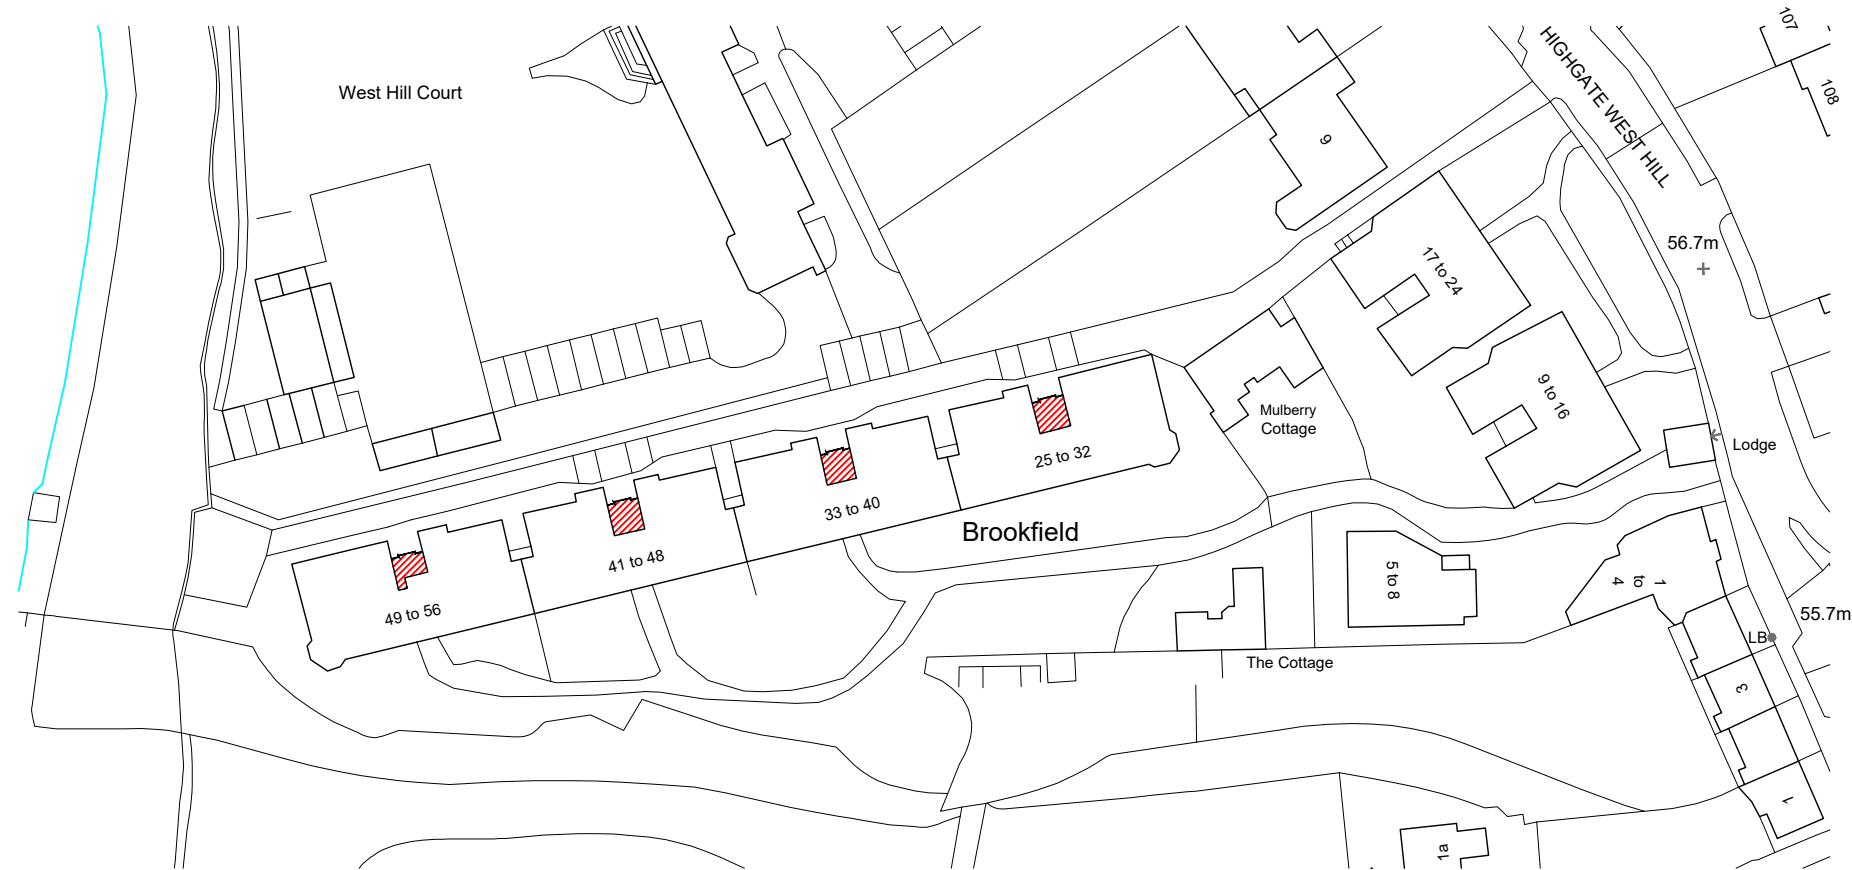 West Hill Court
HIGHGATE WEST HILL
107
108
9
56.7m
17 to 24
9 to 16
Mulberry
Cottage
Lodge
25 to 32
33 to 40
41 to 48
49 to 56
Brookfield
5 to 8
1
to
4
55.7m
LB
The Cottage
3
1
1a